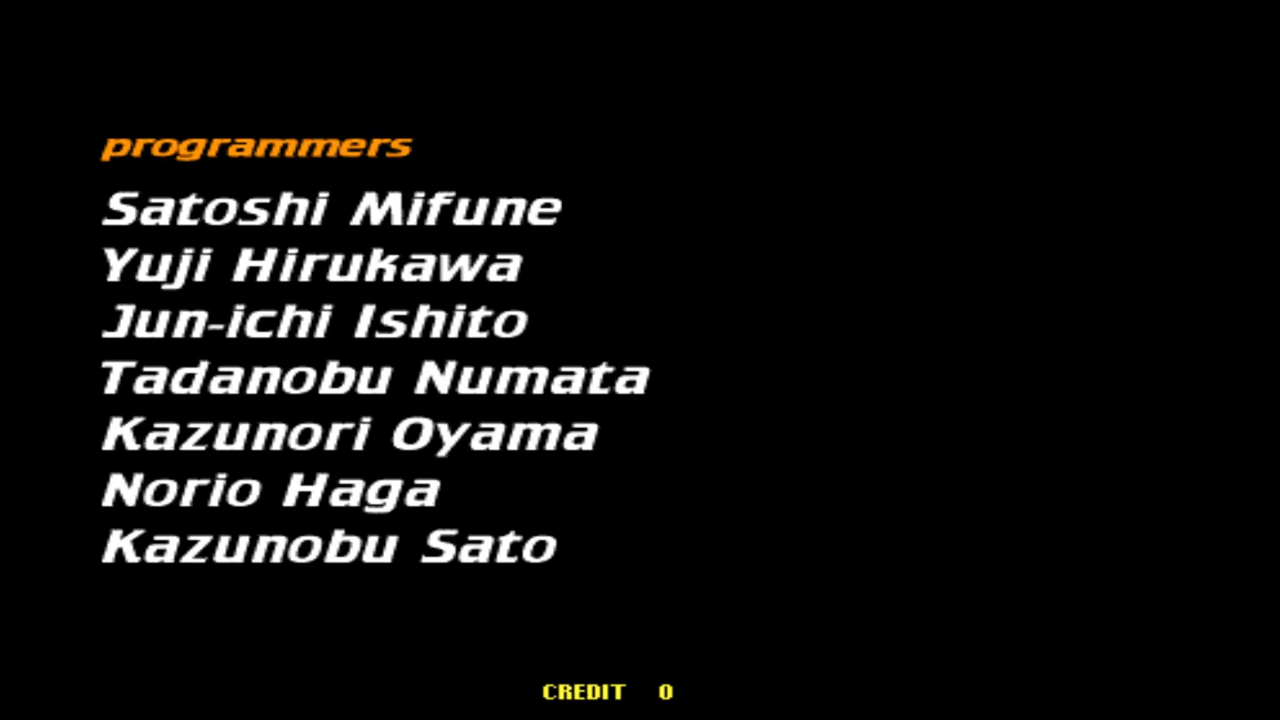 programmers
Satoshi Mifune
Yuji Hirukawa
Jun-ichi Ishito
Tadanobu Numata
Kazunori Oyama
Norio Haga
Kazunobu Sato
CREDIT 0